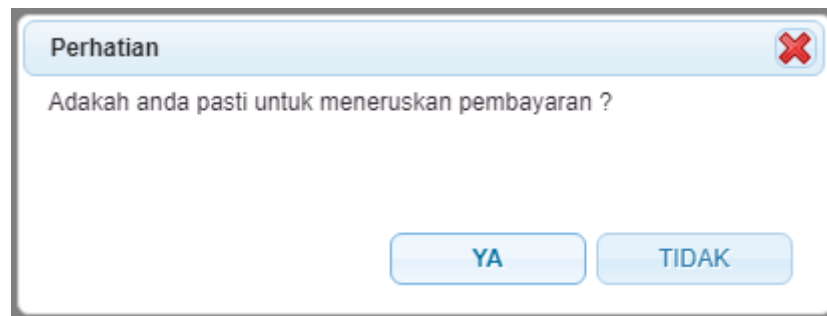 Perhatian
Adakah anda pasti untuk meneruskan pembayaran ?
YA
TIDAK